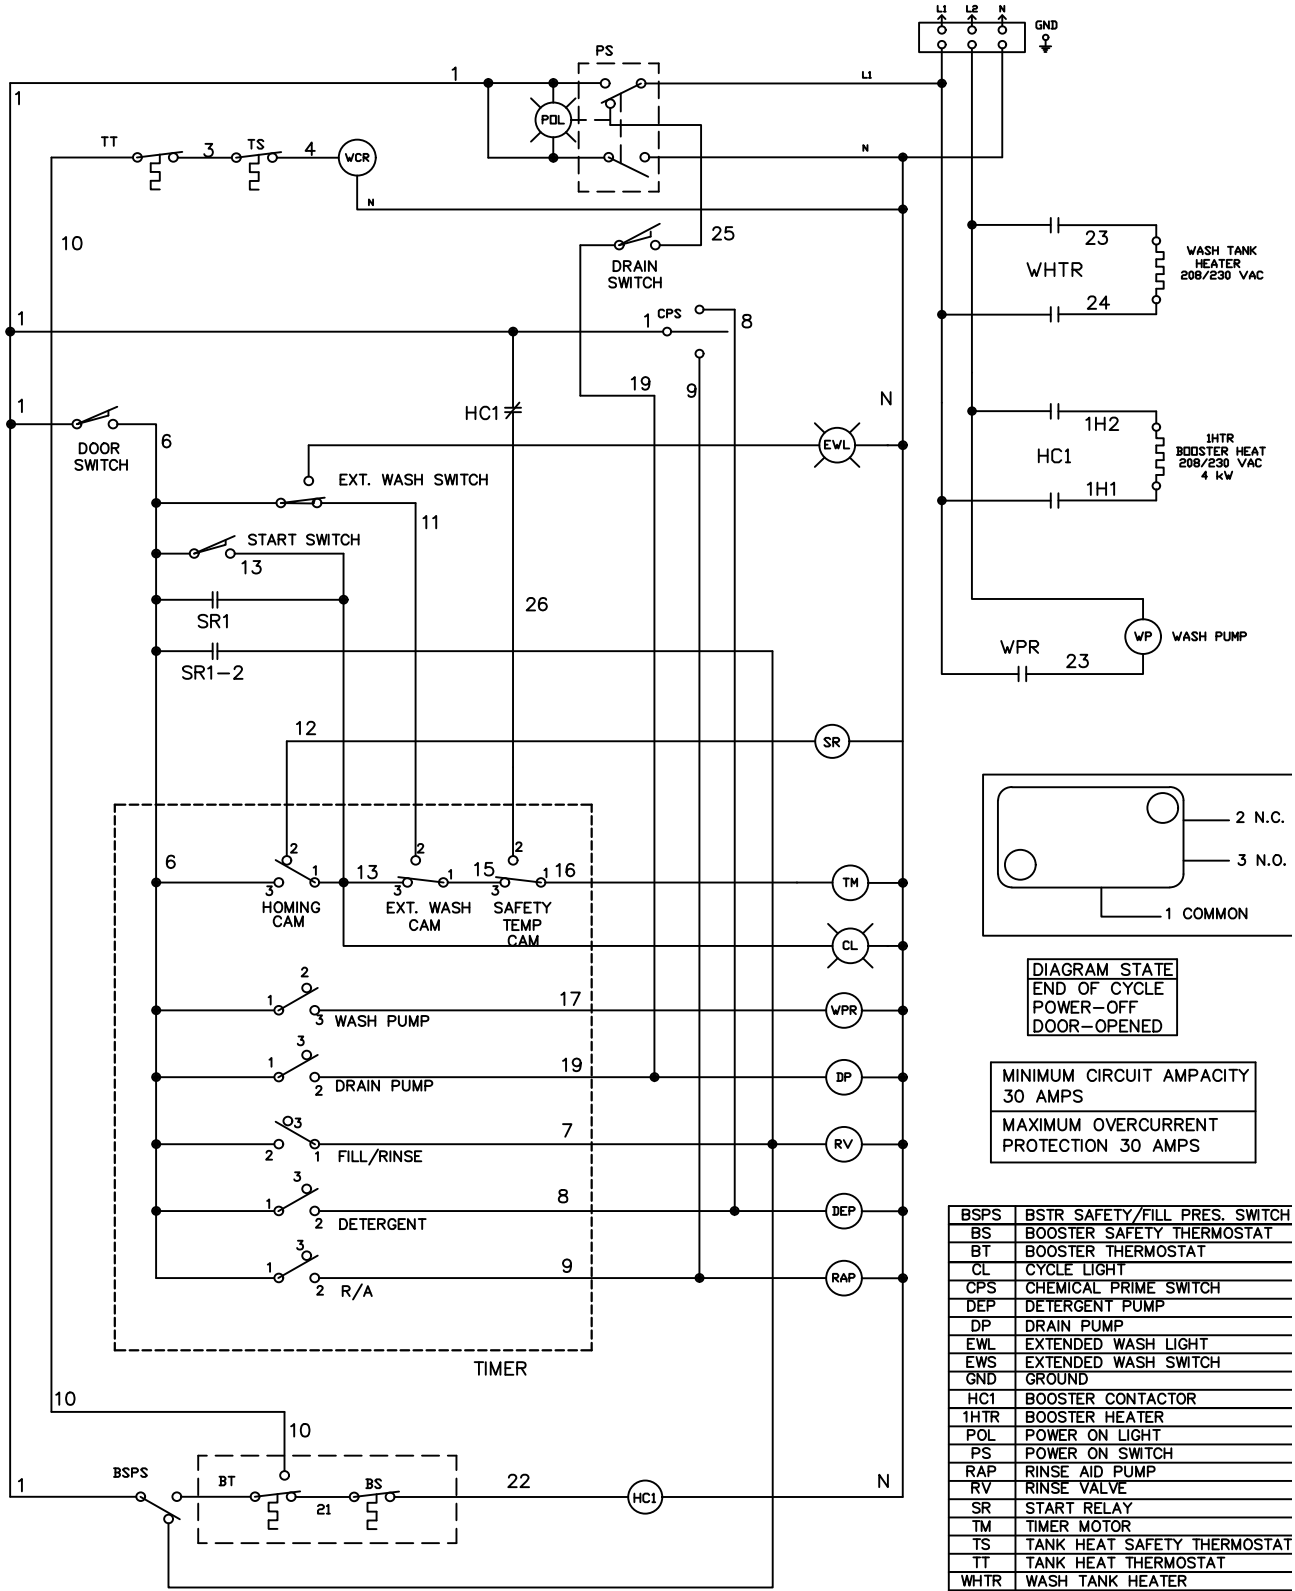 L1 L2 N
GND
PS
1
L1
1
POL
TT
3
TS
4
WCR
N
N
10
25
DRAIN
SWITCH
23
WHTR
WASH TANK
HEATER
208/230 VAC
24
1
1
CPS
8
19
9
N
1
HC1
DOOR
SWITCH
6
EWL
1H2
HC1
1HTR
BOOSTER HEAT
208/230 VAC
4 KW
1H1
EXT. WASH SWITCH
11
START SWITCH
13
26
SR1
SR1-2
WPR
23
WP
WASH PUMP
12
SR
2 N.C.
3 N.O.
1 COMMON
6
2
2
2
3
1
13
3
1
15
3
1
16
TM
HOMING
CAM
EXT. WASH
CAM
SAFETY
TEMP
CAM
CL
DIAGRAM STATE
END OF CYCLE
POWER-OFF
DOOR-OPENED
2
1
3
WASH PUMP
17
WPR
3
1
2
DRAIN PUMP
19
DP
MINIMUM CIRCUIT AMPACITY
30 AMPS
MAXIMUM OVERCURRENT
PROTECTION 30 AMPS
3
2
1
FILL/RINSE
7
RV
3
1
2
DETERGENT
8
DEP
3
1
2
R/A
9
RAP
TIMER
BSPS BSTR SAFETY/FILL PRES. SWITCH
BS BOOSTER SAFETY THERMOSTAT
BT BOOSTER THERMOSTAT
CL CYCLE LIGHT
CPS CHEMICAL PRIME SWITCH
DEP DETERGENT PUMP
DP DRAIN PUMP
EWL EXTENDED WASH LIGHT
EWS EXTENDED WASH SWITCH
GND GROUND
HC1 BOOSTER CONTACTOR
1HTR BOOSTER HEATER
POL POWER ON LIGHT
PS POWER ON SWITCH
RAP RINSE AID PUMP
RV RINSE VALVE
SR START RELAY
TM TIMER MOTOR
TS TANK HEAT SAFETY THERMOSTAT
TT TANK HEAT THERMOSTAT
WHTR WASH TANK HEATER
10
10
1
BSPS
BT
21
BS
22
HC1
N